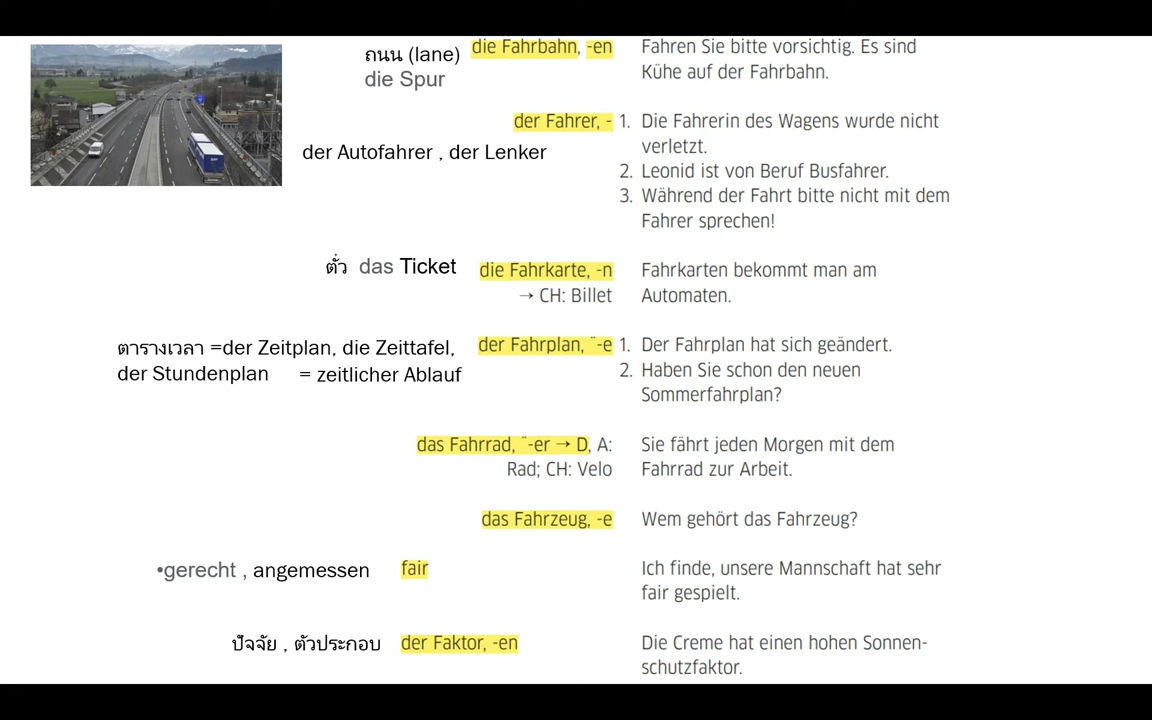 ถนน (lane) die Fahrbahn, -en Fahren Sie bitte vorsichtig. Es sind
die Spur Kühe auf der Fahrbahn.
der Fahrer, - 1. Die Fahrerin des Wagens wurde nicht
verletzt.
der Autofahrer , der Lenker
2. Leonid ist von Beruf Busfahrer.
3. Während der Fahrt bitte nicht mit dem
Fahrer sprechen!
ตั๋ว das Ticket die Fahrkarte, -n Fahrkarten bekommt man am
→ CH: Billet Automaten.
ตารางเวลา =der Zeitplan, die Zeittafel, der Fahrplan, ¨-e 1. Der Fahrplan hat sich geändert.
der Stundenplan = zeitlicher Ablauf 2. Haben Sie schon den neuen
Sommerfahrplan?
das Fahrrad, ¨-er → D, A: Sie fährt jeden Morgen mit dem
Rad; CH: Velo Fahrrad zur Arbeit.
das Fahrzeug, -e Wem gehört das Fahrzeug?
•gerecht , angemessen fair Ich finde, unsere Mannschaft hat sehr
fair gespielt.
ปัจจัย , ตัวประกอบ der Faktor, -en Die Creme hat einen hohen Sonnen-
schutzfaktor.